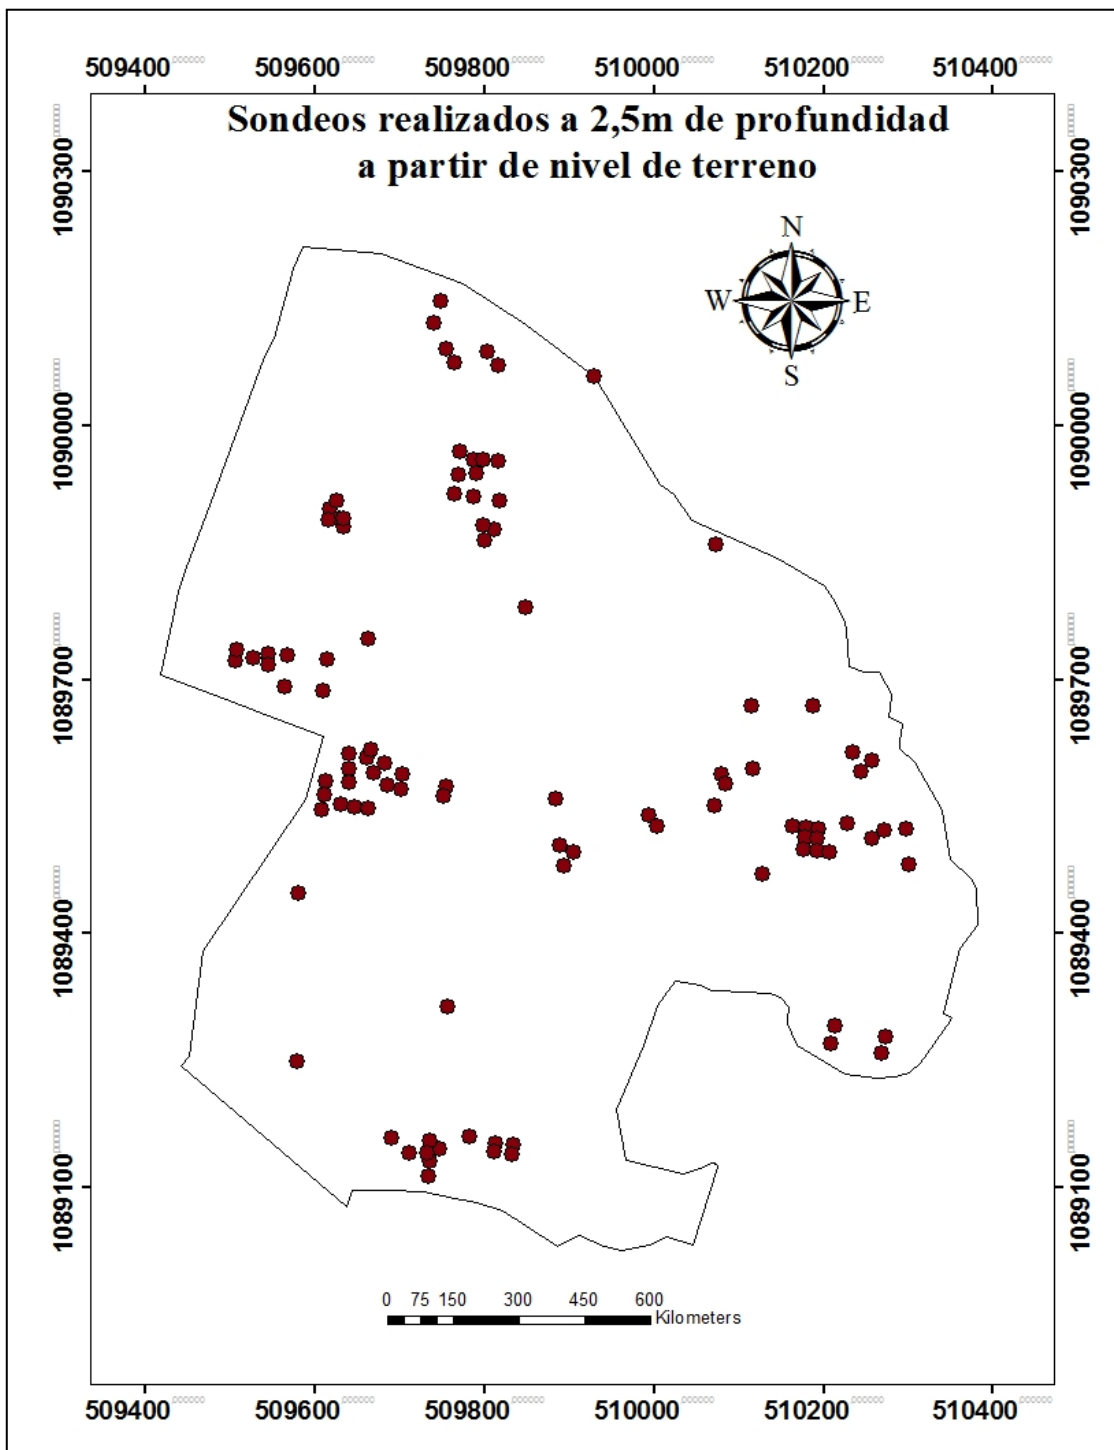 509400 509600 509800 510000 510200 510400
Sondeos realizados a 2,5m de profundidad
a partir de nivel de terreno
1090300 1090300
N
W E
S
1090000 1090000
1089700 1089700
1089400 1089400
1089100 1089100
0 75 150 300 450 600
Kilometers
509400 509600 509800 510000 510200 510400